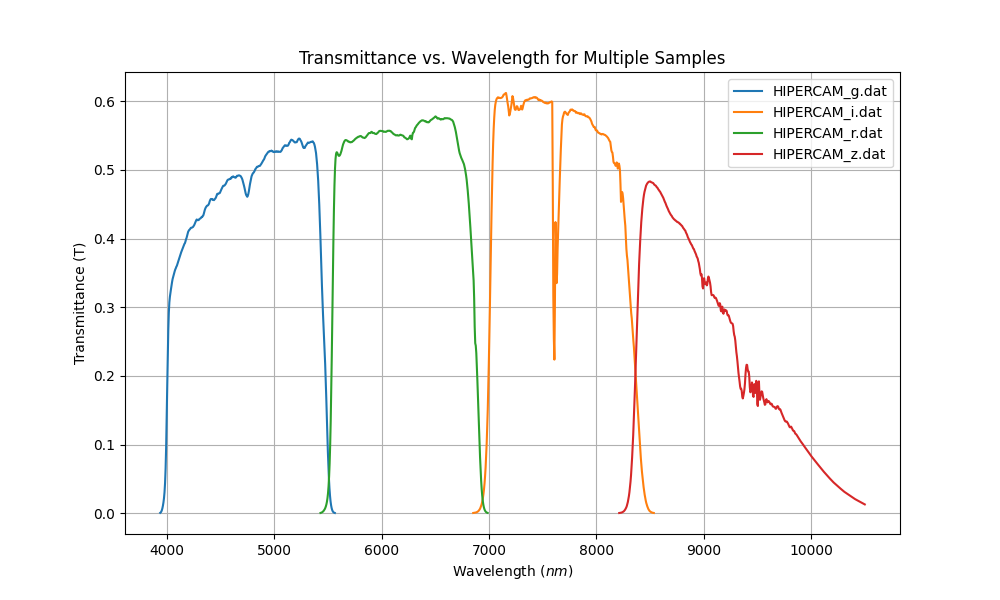 Transmittance vs. Wavelength for Multiple Samples
HIPERCAM_g.dat
HIPERCAM_i.dat
HIPERCAM_r.dat
HIPERCAM_z.dat
Transmittance (T)
0.6
0.5
0.4
0.3
0.2
0.1
0.0
4000 5000 6000 7000 8000 9000 10000
Wavelength (nm)